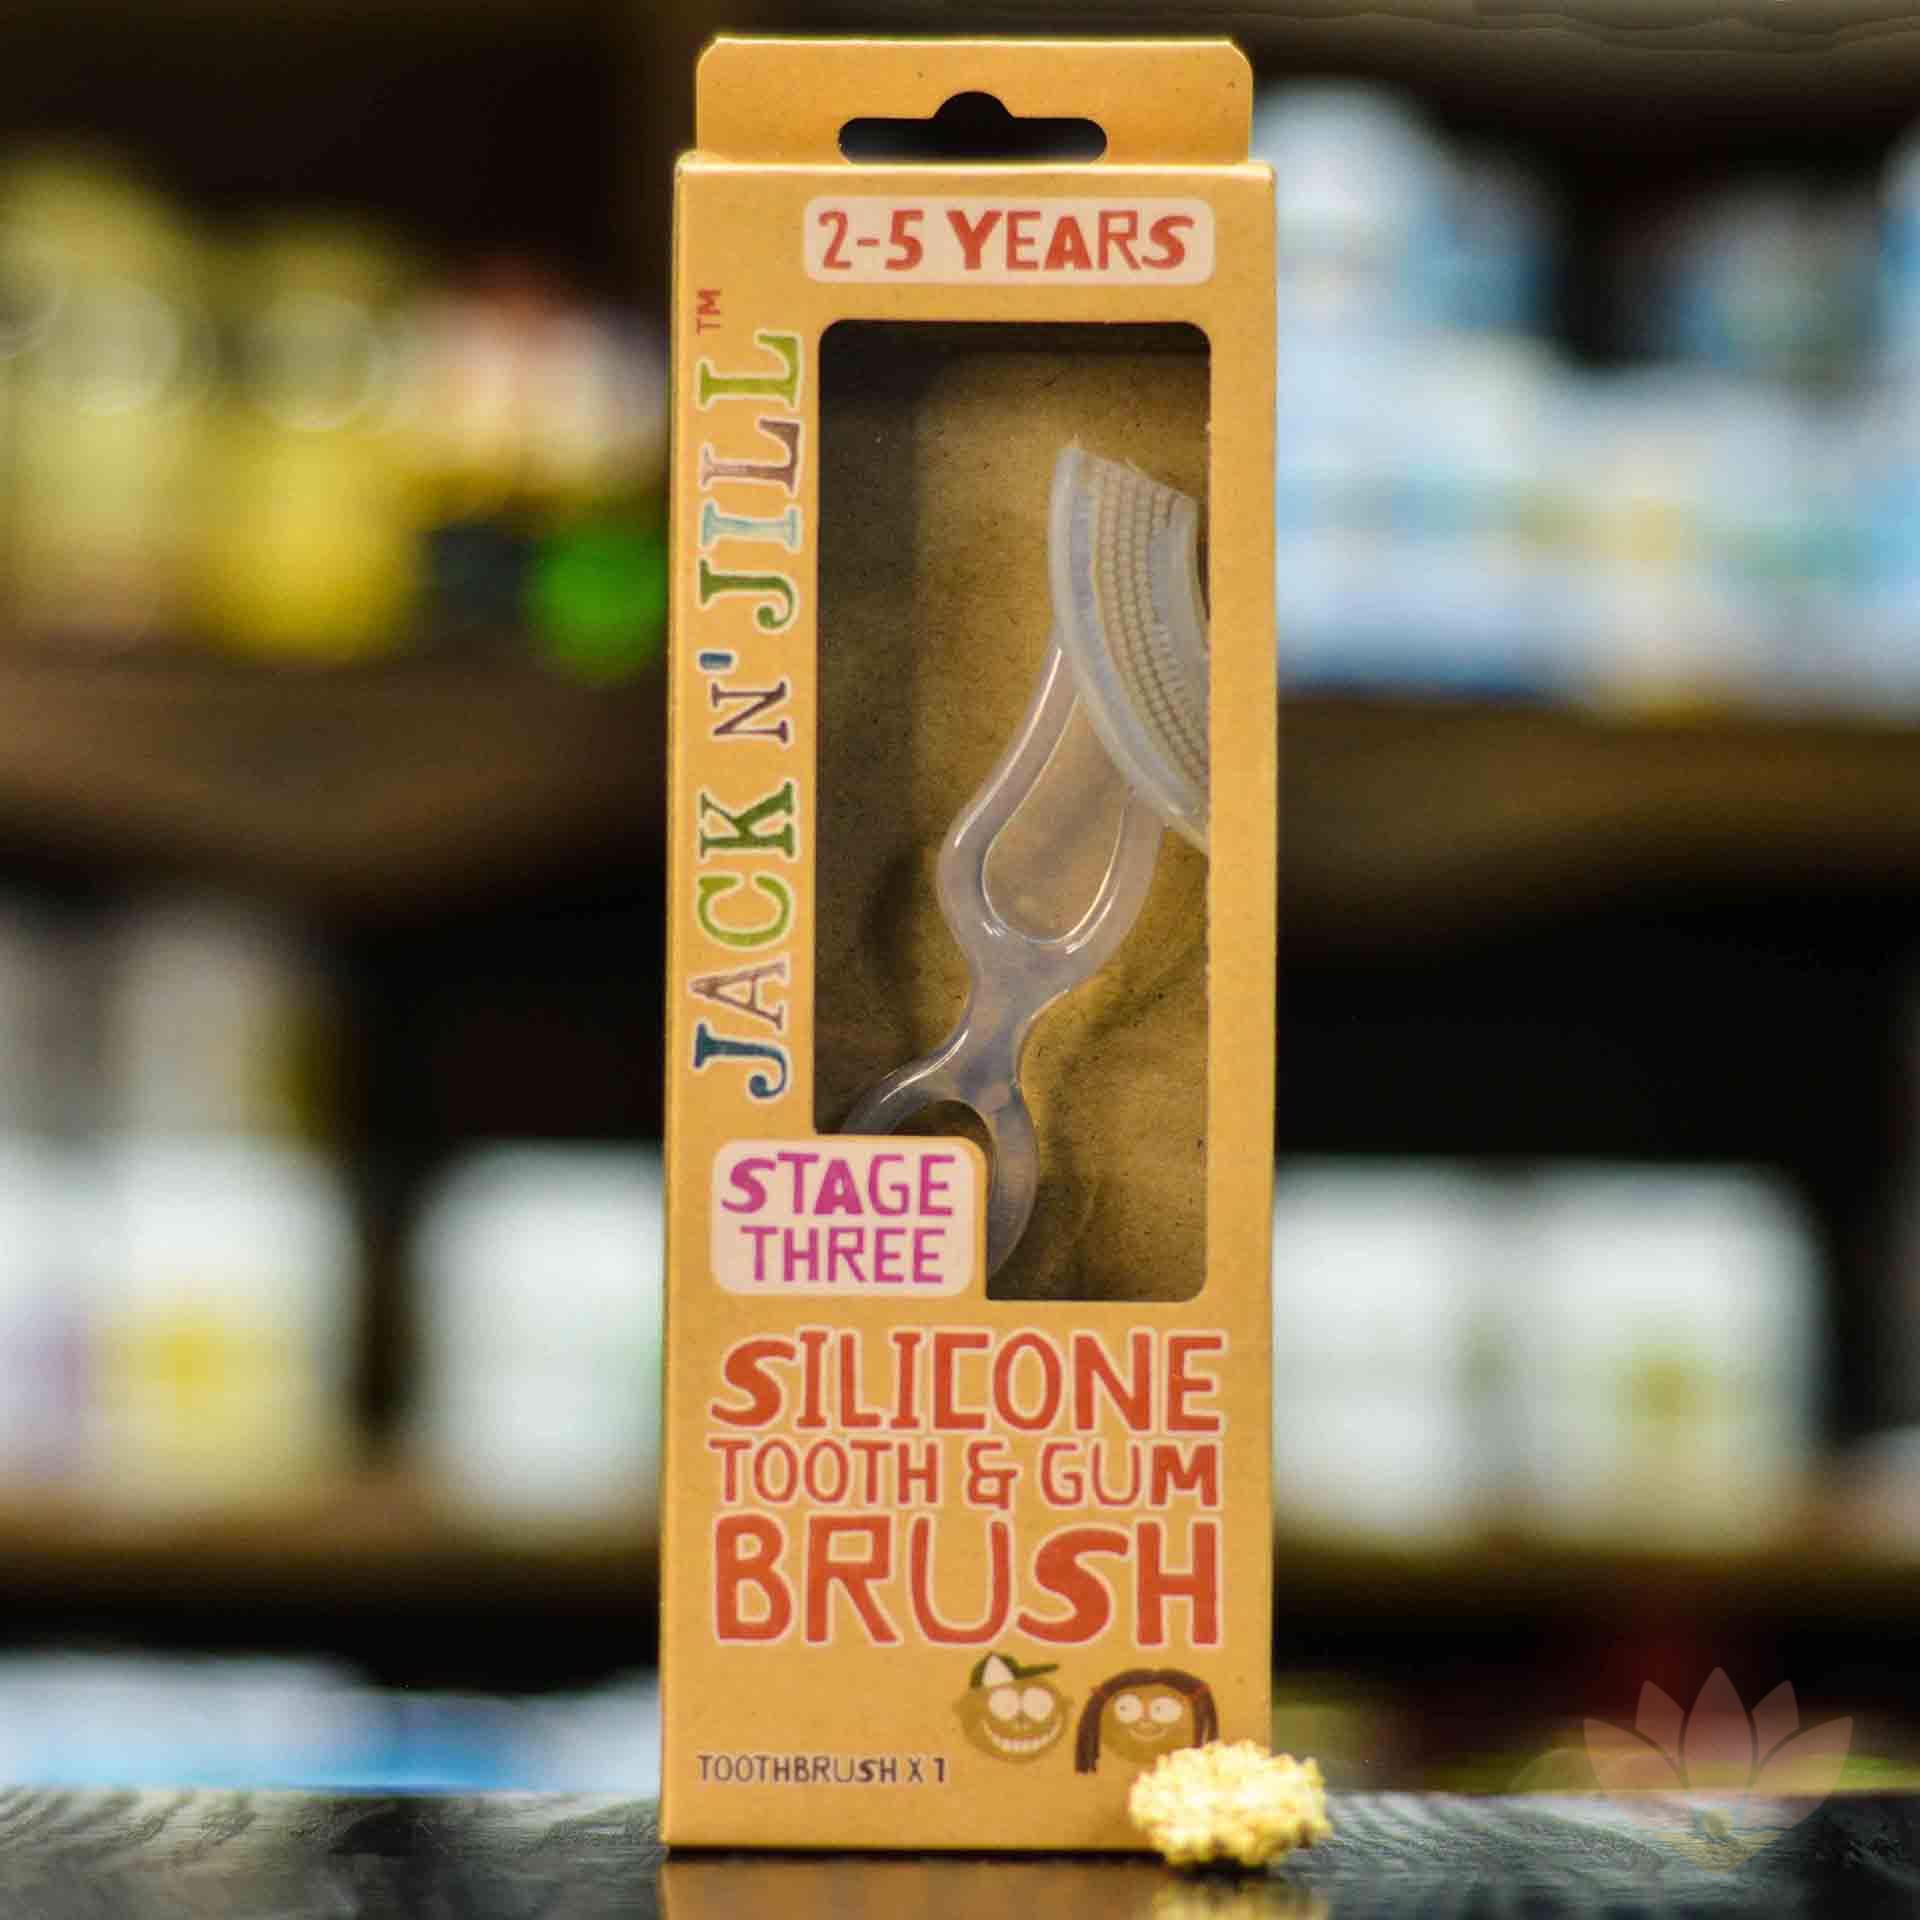 2-5 YEARS
JACK N' JILL™
STAGE
THREE
SILICONE
TOOTH & GUM
BRUSH
TOOTHBRUSH X 1